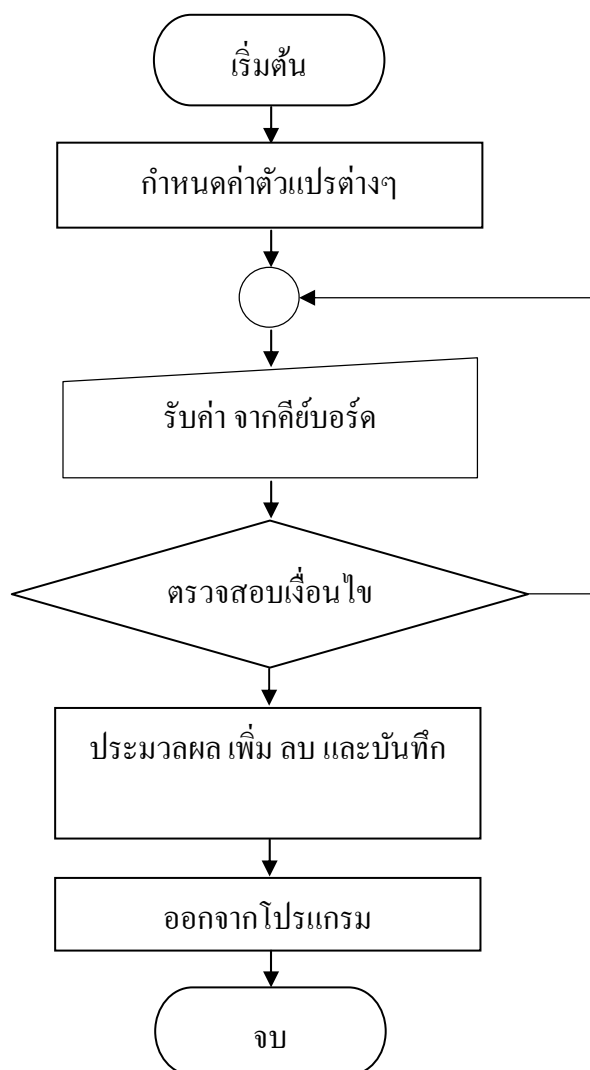 เริ่มต้น
กำหนดค่าตัวแปรต่างๆ
รับค่า จากคีย์บอร์ด
ตรวจสอบเงื่อนไข
ประมวลผล เพิ่ม ลบ และบันทึก
ออกจากโปรแกรม
จบ